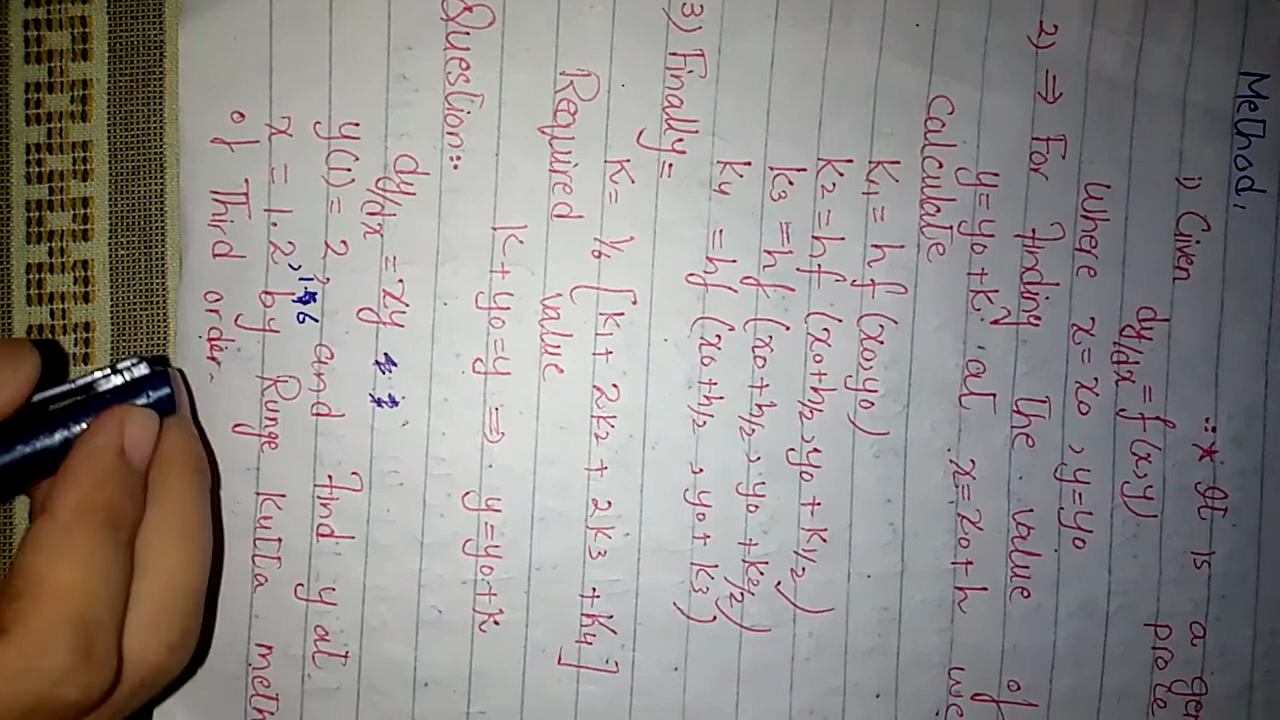 Method,
∴ * It is a
i) Given
dy/dx = f(x,y)
Where x = x0, y = y0
2) ⇒ For finding the value of
y = y0 + k at x = x0 + h we
calculate
K1 = h f (x0, y0)
K2 = h f (x0 + h/2, y0 + K1/2)
K3 = h f (x0 + h/2, y0 + K2/2)
K4 = h f (x0 + h/2, y0 + K3)
3) Finally =
K = 1/6 [K1 + 2K2 + 2K3 + K4]
Required value
K + y0 = y ⇒ y = y0 + k
Question::
dy/dx = xy
y(1) = 2, and find y at
x = 1.2, by Runge Kutta meth
of Third order.